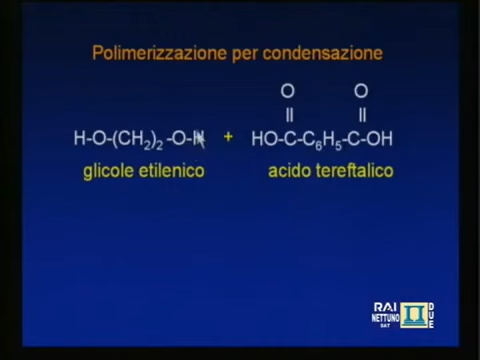 Polimerizzazione per condensazione
O O
|| ||
H-O-(CH2)2 -O-H + HO-C-C6H5-C-OH
glicole etilenico acido tereftalico
RAI
NETTUNO
SAT
DUE